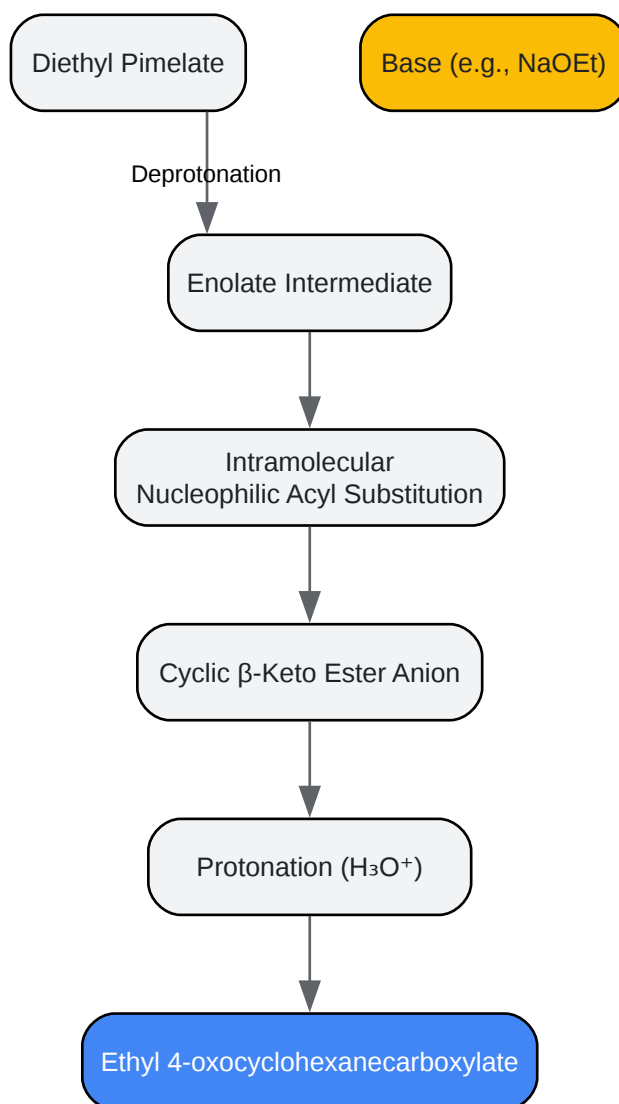 Diethyl Pimelate
Base (e.g., NaOEt)
Deprotonation
Enolate Intermediate
Intramolecular
Nucleophilic Acyl Substitution
Cyclic β-Keto Ester Anion
Protonation (H₃O⁺)
Ethyl 4-oxocyclohexanecarboxylate